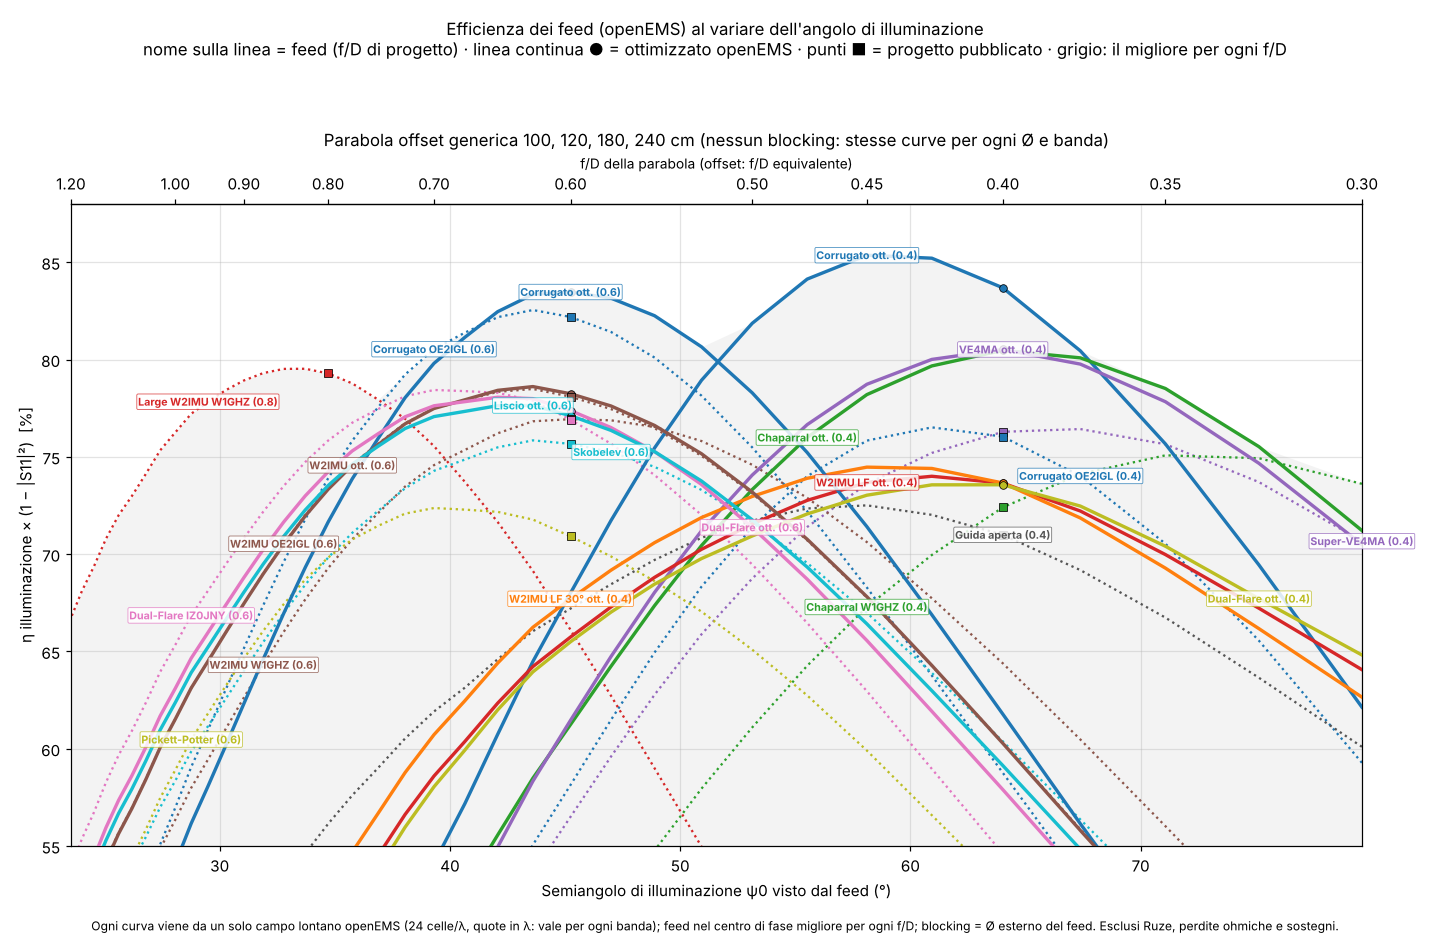 Efficienza dei feed (openEMS) al variare dell'angolo di illuminazione
nome sulla linea = feed (f/D di progetto) · linea continua ● = ottimizzato openEMS · punti ■ = progetto pubblicato · grigio: il migliore per ogni f/D
Parabola offset generica 100, 120, 180, 240 cm (nessun blocking: stesse curve per ogni Ø e banda)
f/D della parabola (offset: f/D equivalente)
1.20 1.00 0.90 0.80 0.70 0.60 0.50 0.45 0.40 0.35 0.30
η illuminazione × (1 − |S11|²) [%]
85
80
75
70
65
60
55
Corrugato ott. (0.4)
Corrugato ott. (0.6)
Corrugato OE2IGL (0.6)
VE4MA ott. (0.4)
Large W2IMU W1GHZ (0.8)
Liscio ott. (0.6)
Chaparral ott. (0.4)
Skobelev (0.6)
W2IMU ott. (0.6)
Corrugato OE2IGL (0.4)
W2IMU LF ott. (0.4)
Dual-Flare ott. (0.6)
Guida aperta (0.4)
Super-VE4MA (0.4)
W2IMU OE2IGL (0.6)
W2IMU LF 30° ott. (0.4)
Dual-Flare ott. (0.4)
Chaparral W1GHZ (0.4)
Dual-Flare IZ0JNY (0.6)
W2IMU W1GHZ (0.6)
Pickett-Potter (0.6)
30 40 50 60 70
Semiangolo di illuminazione ψ0 visto dal feed (°)
Ogni curva viene da un solo campo lontano openEMS (24 celle/λ, quote in λ: vale per ogni banda); feed nel centro di fase migliore per ogni f/D; blocking = Ø esterno del feed. Esclusi Ruze, perdite ohmiche e sostegni.